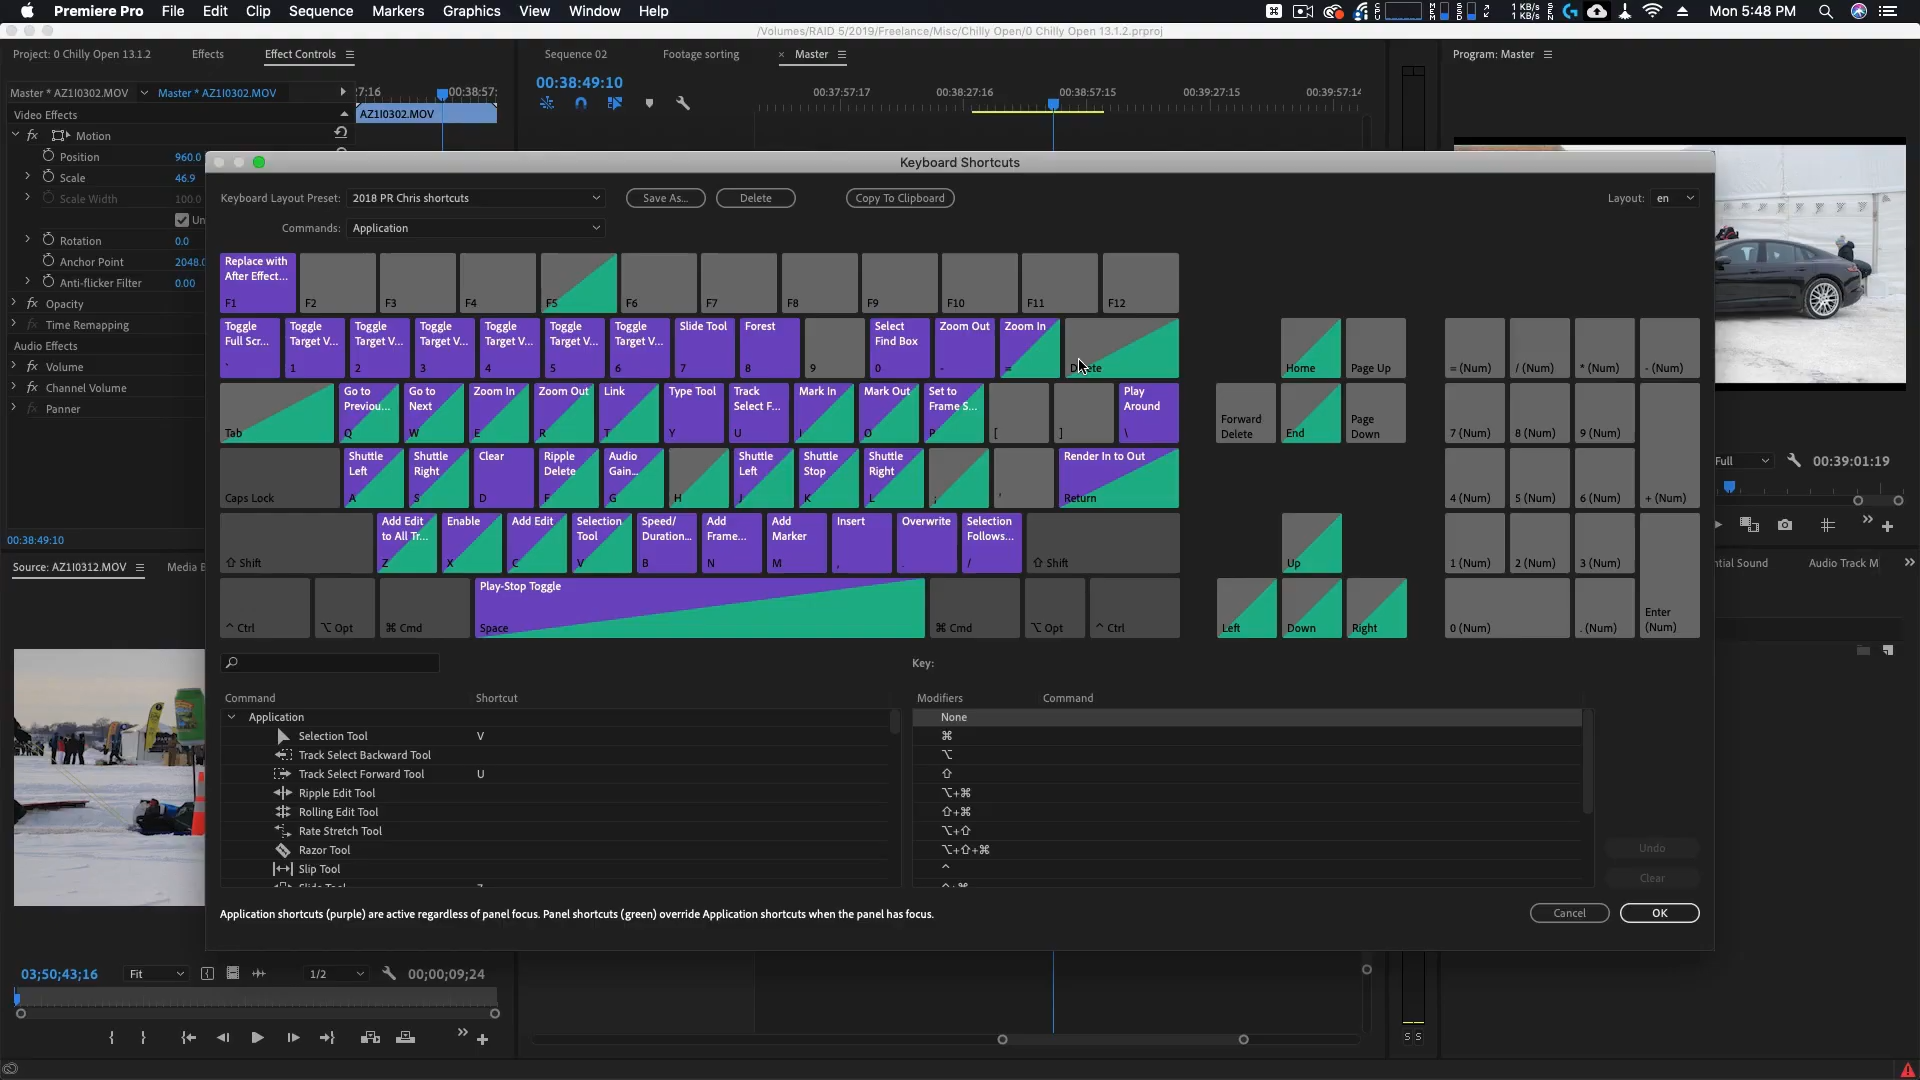 Premiere Pro File Edit Clip Sequence Markers Graphics View Window Help
1 KB/s
1 KB/s
Mon 5:48 PM
/Volumes/RAID 5/2019/Freelance/Misc/Chilly Open/0 Chilly Open 13.1.2.prproj
Project: 0 Chilly Open 13.1.2 Effects Effect Controls
Sequence 02 Footage sorting × Master
Program: Master
00:38:49:10
Master * AZ1I0302.MOV Master * AZ1I0302.MOV
00:38:57:
00:37:57:17 00:38:27:16 00:38:57:15 00:39:27:15 00:39:57:14
Video Effects
AZ1I0302.MOV
fx Motion
Position 960.0
Scale 46.9
Scale Width 100.0
Un
Rotation 0.0
Anchor Point 2048.0
Anti-flicker Filter 0.00
fx Opacity
fx Time Remapping
Audio Effects
fx Volume
fx Channel Volume
fx Panner
00:38:49:10
Source: AZ1I0312.MOV Media B
Keyboard Shortcuts
Keyboard Layout Preset: 2018 PR Chris shortcuts Save As... Delete Copy To Clipboard Layout: en
Commands: Application
Replace with After Effect... F1 F2 F3 F4 F5 F6 F7 F8 F9 F10 F11 F12
Toggle Full Scr... ` Toggle Target V... 1 Toggle Target V... 2 Toggle Target V... 3 Toggle Target V... 4 Toggle Target V... 5 Toggle Target V... 6 Slide Tool 7 Forest 8 9 Select Find Box 0 Zoom Out - Zoom In =
Home Page Up = (Num) / (Num) * (Num) - (Num)
Tab Go to Previou... Q Go to Next W Zoom In E Zoom Out R Link T Type Tool Y Track Select F... U Mark In I Mark Out O Set to Frame S... P [ ] Play Around \
Forward Delete End Page Down 7 (Num) 8 (Num) 9 (Num)
Caps Lock Shuttle Left A Shuttle Right S Clear D Ripple Delete F Audio Gain... G H Shuttle Left J Shuttle Stop K Shuttle Right L ; ' Render In to Out Return
4 (Num) 5 (Num) 6 (Num) + (Num)
⇧ Shift Add Edit to All Tr... Z Enable X Add Edit C Selection Tool V Speed/ Duration... B Add Frame... N Add Marker M Insert , Overwrite . Selection Follows... / ⇧ Shift
Up 1 (Num) 2 (Num) 3 (Num)
^ Ctrl ⌥ Opt ⌘ Cmd Play-Stop Toggle Space ⌘ Cmd ⌥ Opt ^ Ctrl
Left Down Right 0 (Num) . (Num) Enter (Num)
Key:
Command Shortcut
Application
Selection Tool V
Track Select Backward Tool
Track Select Forward Tool U
Ripple Edit Tool
Rolling Edit Tool
Rate Stretch Tool
Razor Tool
Slip Tool
Modifiers Command
None
⌘
⌥
⇧
⌥+⌘
⇧+⌘
⌥+⇧
⌥+⇧+⌘
^
Undo
Clear
Application shortcuts (purple) are active regardless of panel focus. Panel shortcuts (green) override Application shortcuts when the panel has focus.
Cancel OK
Full 00:39:01:19
ntial Sound Audio Track M
03;50;43;16 Fit 1/2 00;00;09;24
S S